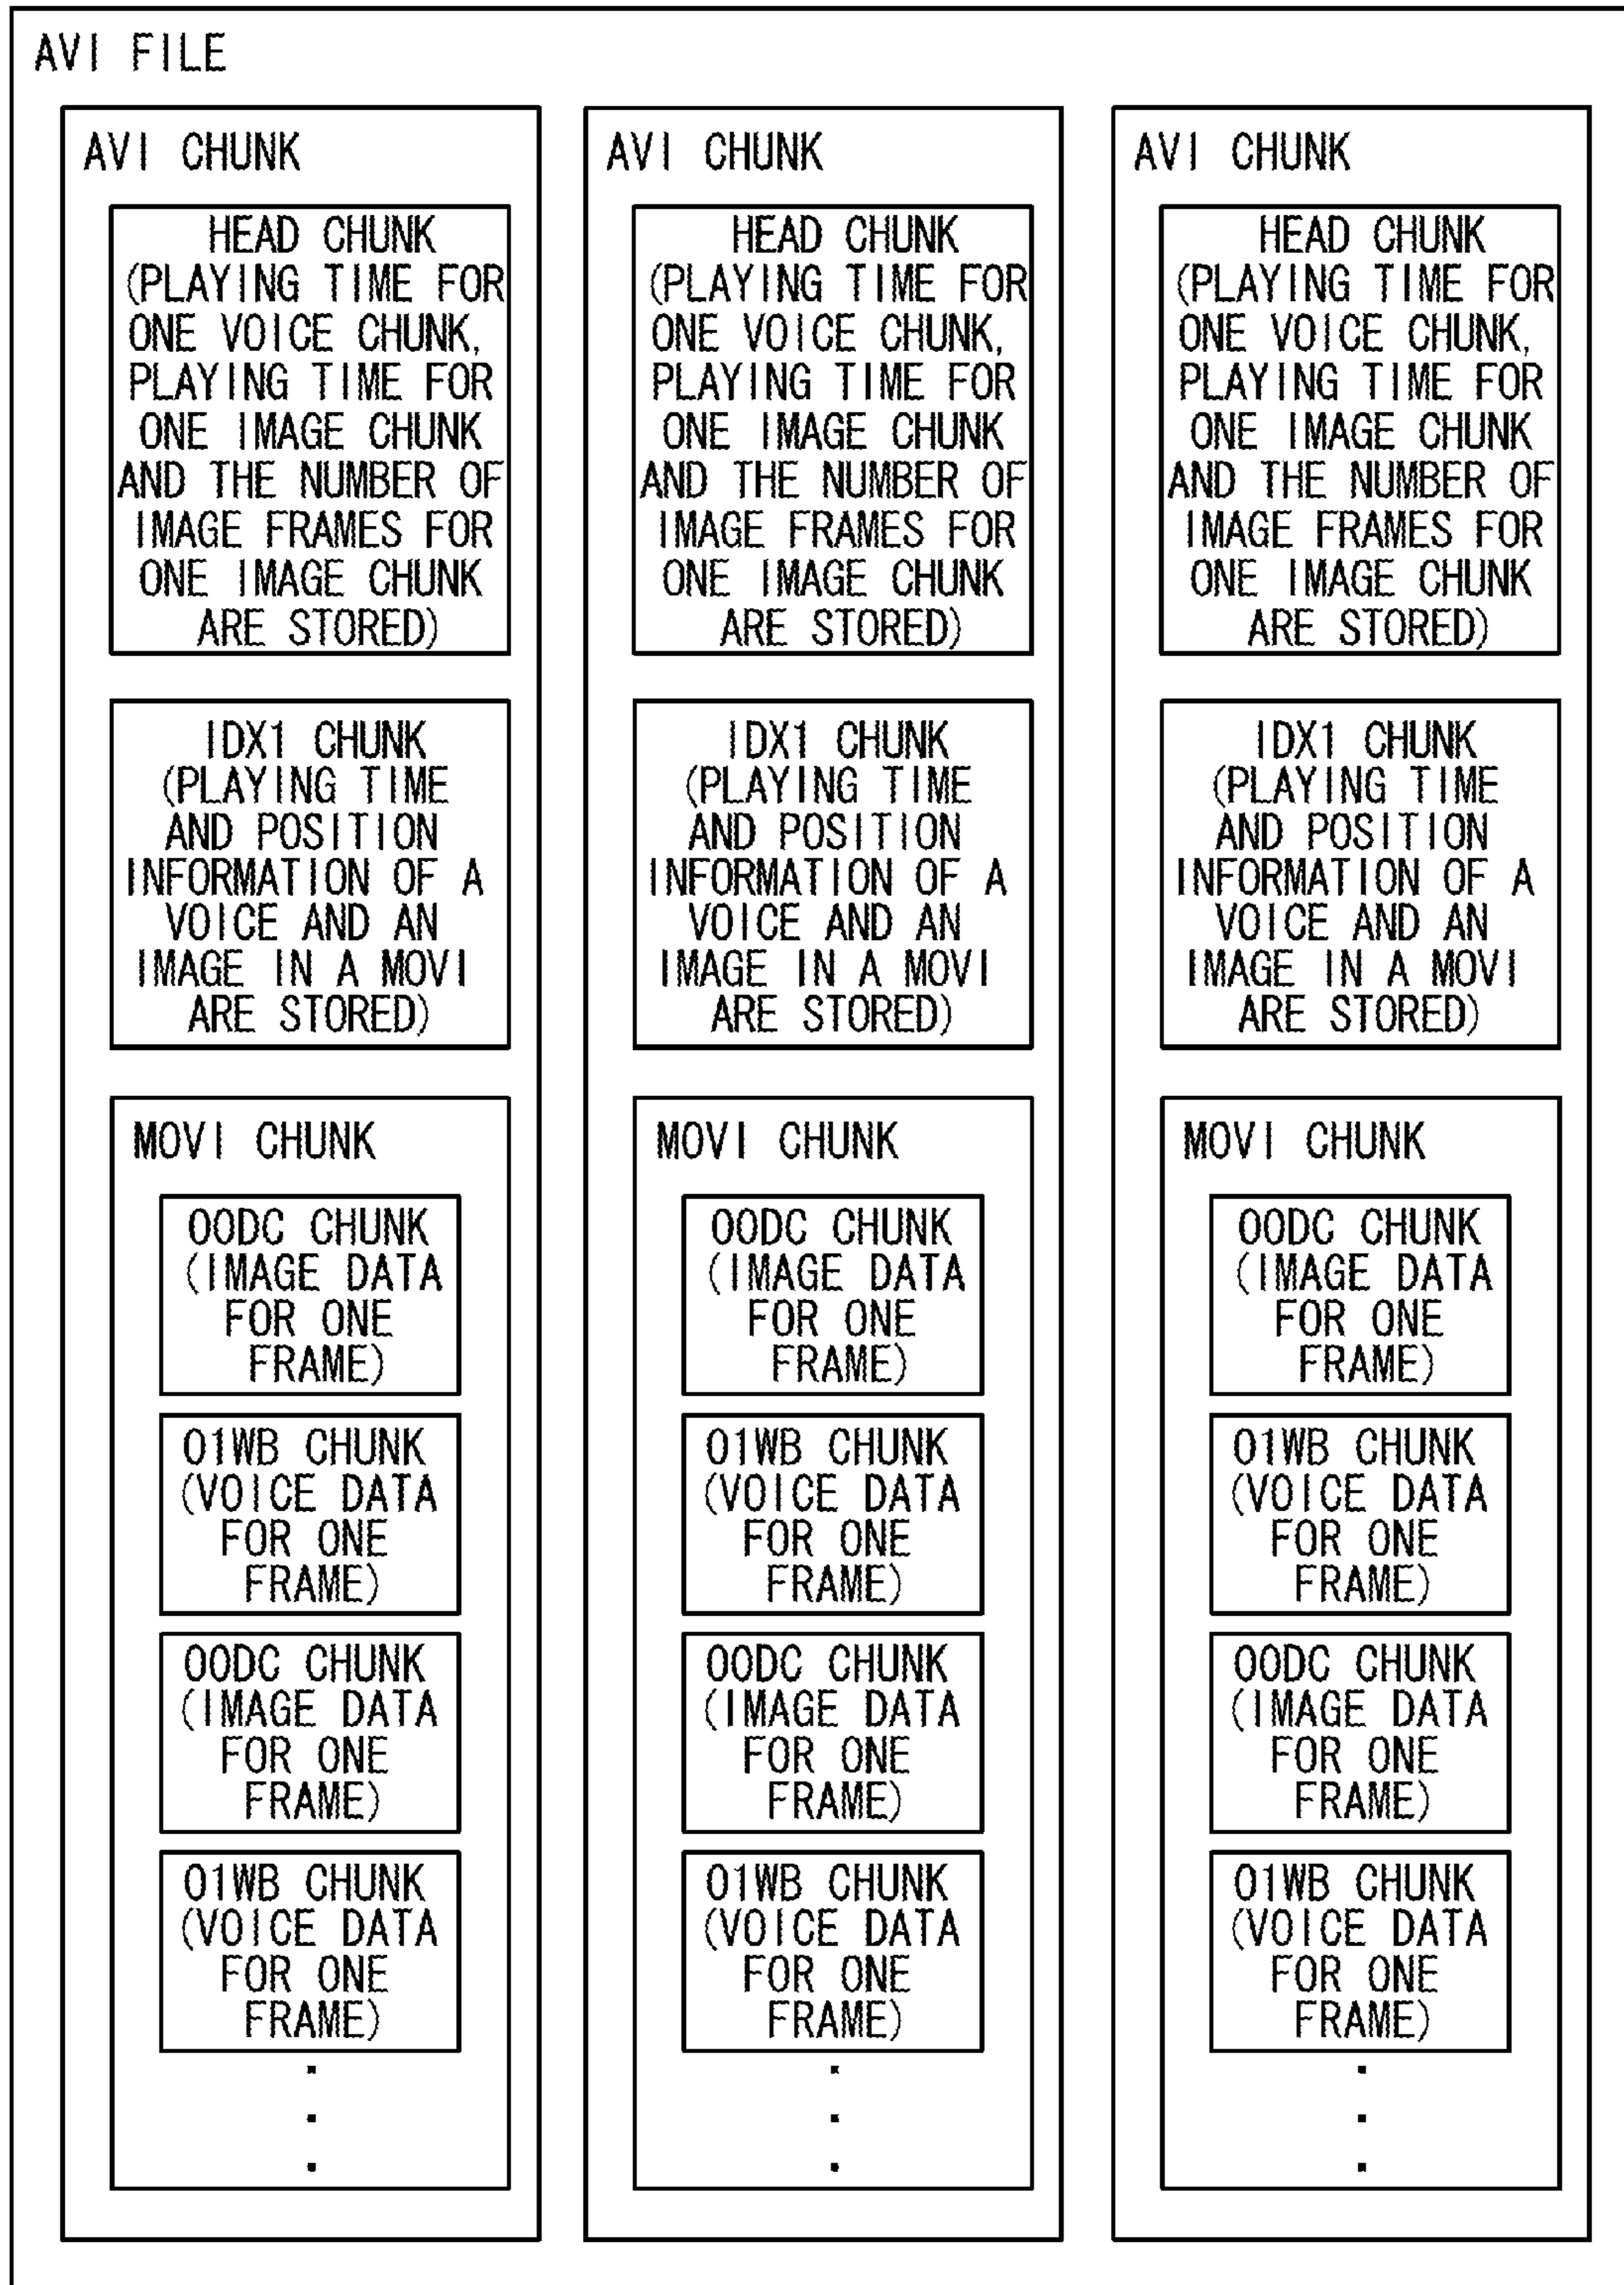 AVI FILE
AVI CHUNK
HEAD CHUNK
(PLAYING TIME FOR
ONE VOICE CHUNK,
PLAYING TIME FOR
ONE IMAGE CHUNK
AND THE NUMBER OF
IMAGE FRAMES FOR
ONE IMAGE CHUNK
ARE STORED)
IDX1 CHUNK
(PLAYING TIME
AND POSITION
INFORMATION OF A
VOICE AND AN
IMAGE IN A MOVI
ARE STORED)
MOVI CHUNK
00DC CHUNK
(IMAGE DATA
FOR ONE
FRAME)
01WB CHUNK
(VOICE DATA
FOR ONE
FRAME)
00DC CHUNK
(IMAGE DATA
FOR ONE
FRAME)
01WB CHUNK
(VOICE DATA
FOR ONE
FRAME)
AVI CHUNK
HEAD CHUNK
(PLAYING TIME FOR
ONE VOICE CHUNK,
PLAYING TIME FOR
ONE IMAGE CHUNK
AND THE NUMBER OF
IMAGE FRAMES FOR
ONE IMAGE CHUNK
ARE STORED)
IDX1 CHUNK
(PLAYING TIME
AND POSITION
INFORMATION OF A
VOICE AND AN
IMAGE IN A MOVI
ARE STORED)
MOVI CHUNK
00DC CHUNK
(IMAGE DATA
FOR ONE
FRAME)
01WB CHUNK
(VOICE DATA
FOR ONE
FRAME)
00DC CHUNK
(IMAGE DATA
FOR ONE
FRAME)
01WB CHUNK
(VOICE DATA
FOR ONE
FRAME)
AVI CHUNK
HEAD CHUNK
(PLAYING TIME FOR
ONE VOICE CHUNK,
PLAYING TIME FOR
ONE IMAGE CHUNK
AND THE NUMBER OF
IMAGE FRAMES FOR
ONE IMAGE CHUNK
ARE STORED)
IDX1 CHUNK
(PLAYING TIME
AND POSITION
INFORMATION OF A
VOICE AND AN
IMAGE IN A MOVI
ARE STORED)
MOVI CHUNK
00DC CHUNK
(IMAGE DATA
FOR ONE
FRAME)
01WB CHUNK
(VOICE DATA
FOR ONE
FRAME)
00DC CHUNK
(IMAGE DATA
FOR ONE
FRAME)
01WB CHUNK
(VOICE DATA
FOR ONE
FRAME)